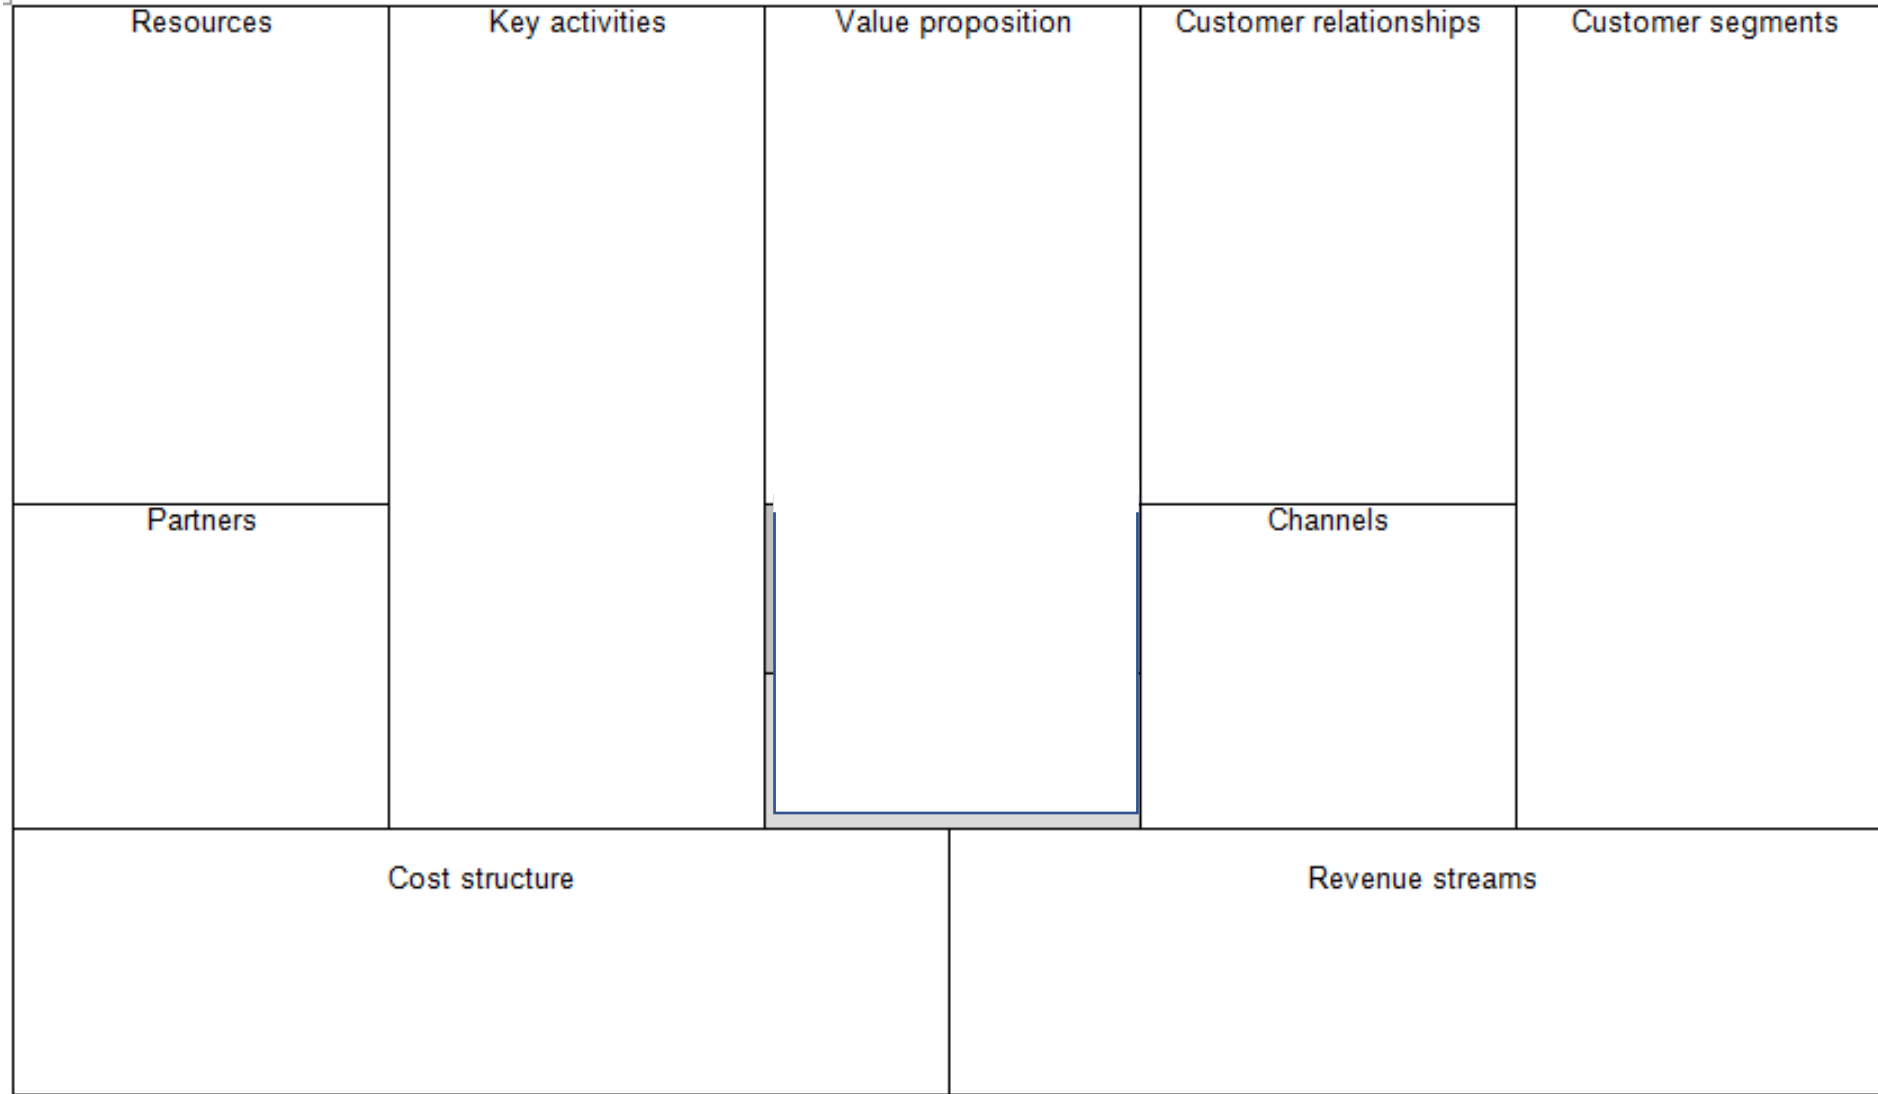 Resources
Key activities
Value proposition
Customer relationships
Customer segments
Partners
Channels
Cost structure
Revenue streams